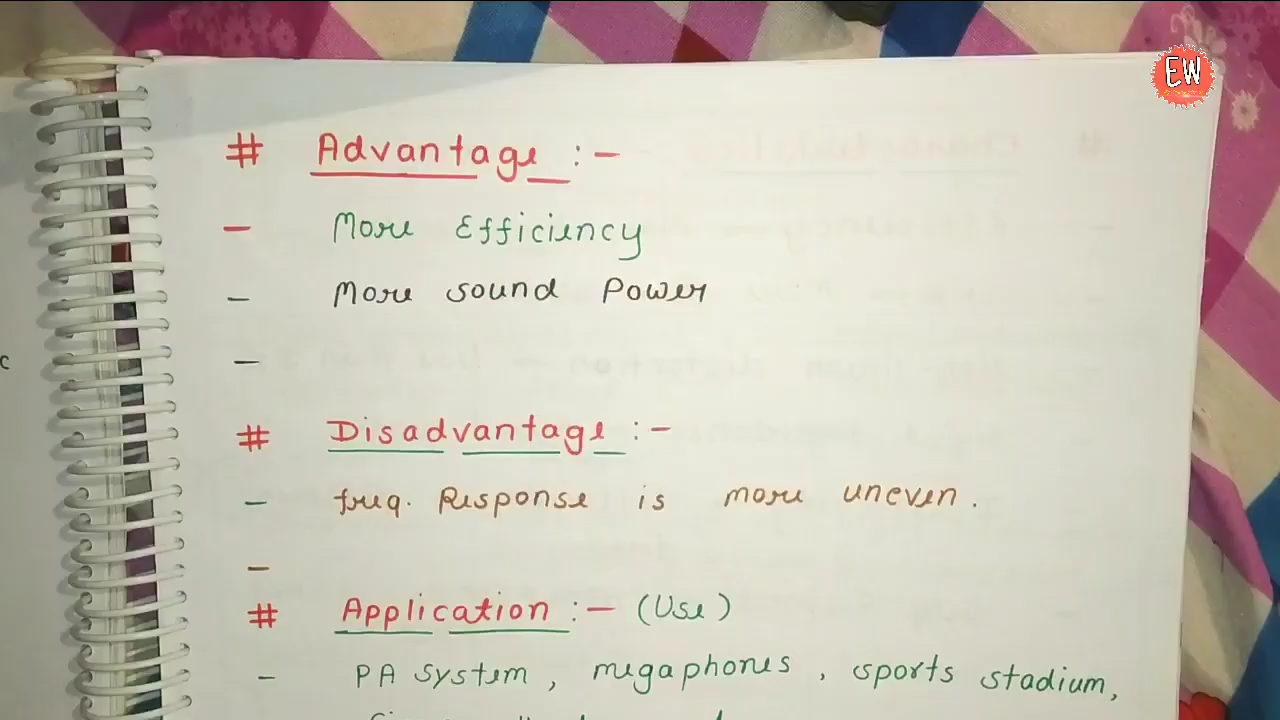 EW
# Advantage :-
- More Efficiency
- More sound Power
-
# Disadvantage :-
- freq. Response is more uneven.
-
# Application :- (Use)
- PA system, megaphones, sports stadium,
c